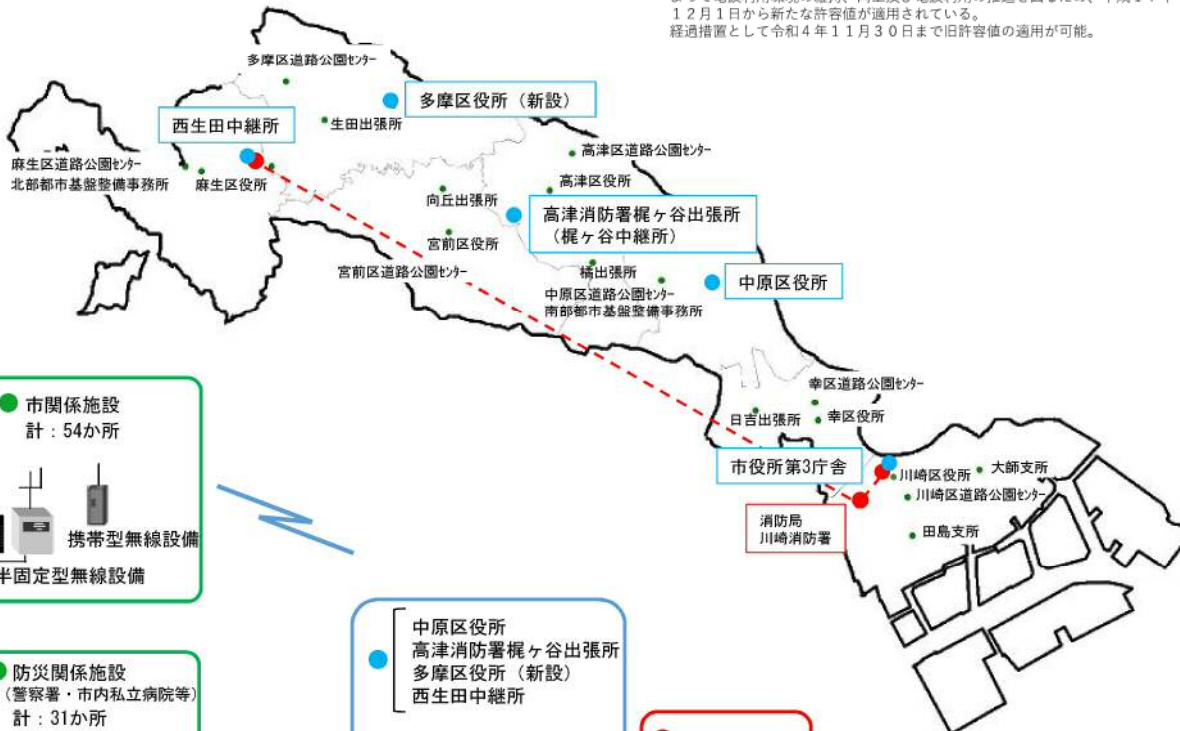 12月1日から新たな許容値が適用されている。
経過措置として令和4年11月30日まで旧許容値の適用が可能。
多摩区道路公園センター
多摩区役所（新設）
西生田中継所
生田出張所
麻生区道路公園センター
北部都市基盤整備事務所
麻生区役所
高津区道路公園センター
高津区役所
向丘出張所
高津消防署梶ヶ谷出張所
（梶ヶ谷中継所）
宮前区役所
宮前区道路公園センター
橘出張所
中原区道路公園センター
南部都市基盤整備事務所
中原区役所
幸区道路公園センター
日吉出張所
幸区役所
市役所第3庁舎
川崎区役所
大師支所
川崎区道路公園センター
消防局
川崎消防署
田島支所
市関係施設
計：54か所
携帯型無線設備
半固定型無線設備
防災関係施設
（警察署・市内私立病院等）
計：31か所
中原区役所
高津消防署梶ヶ谷出張所
多摩区役所（新設）
西生田中継所